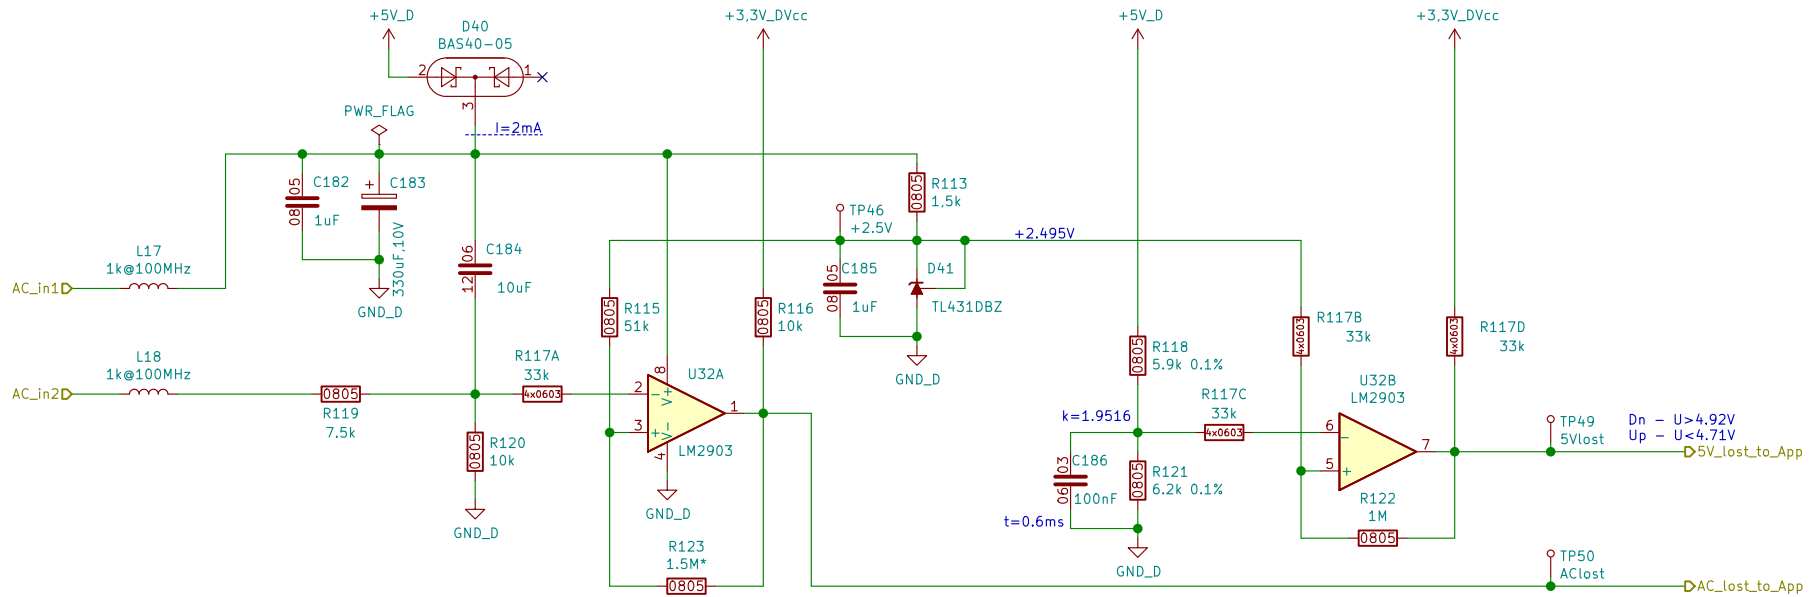 +5V_D
D40
BAS40-05
2
1
3
I=2mA
PWR_FLAG
+3,3V_DVcc
+5V_D
+3,3V_DVcc
0805
C182
1uF
+
C183
330uF,10V
GND_D
L17
1k@100MHz
AC_in1
L18
1k@100MHz
AC_in2
1206
C184
10uF
0805
R119
7.5k
0805
R120
10k
GND_D
R117A
33k
4x0603
0805
R115
51k
U32A
LM2903
8
V+
2
-
3
+
V-
4
1
GND_D
R123
1.5M*
0805
0805
R116
10k
TP46
+2.5V
0805
C185
1uF
0805
R113
1,5k
D41
TL431DBZ
GND_D
+2.495V
0805
R118
5.9k 0.1%
k=1.9516
0603
C186
100nF
t=0.6ms
0805
R121
6.2k 0.1%
GND_D
R117C
33k
4x0603
4x0603
R117B
33k
U32B
LM2903
6
-
5
+
7
R122
1M
0805
4x0603
R117D
33k
TP49
5Vlost
Dn - U>4.92V
Up - U<4.71V
5V_lost_to_App
TP50
AClost
AC_lost_to_App